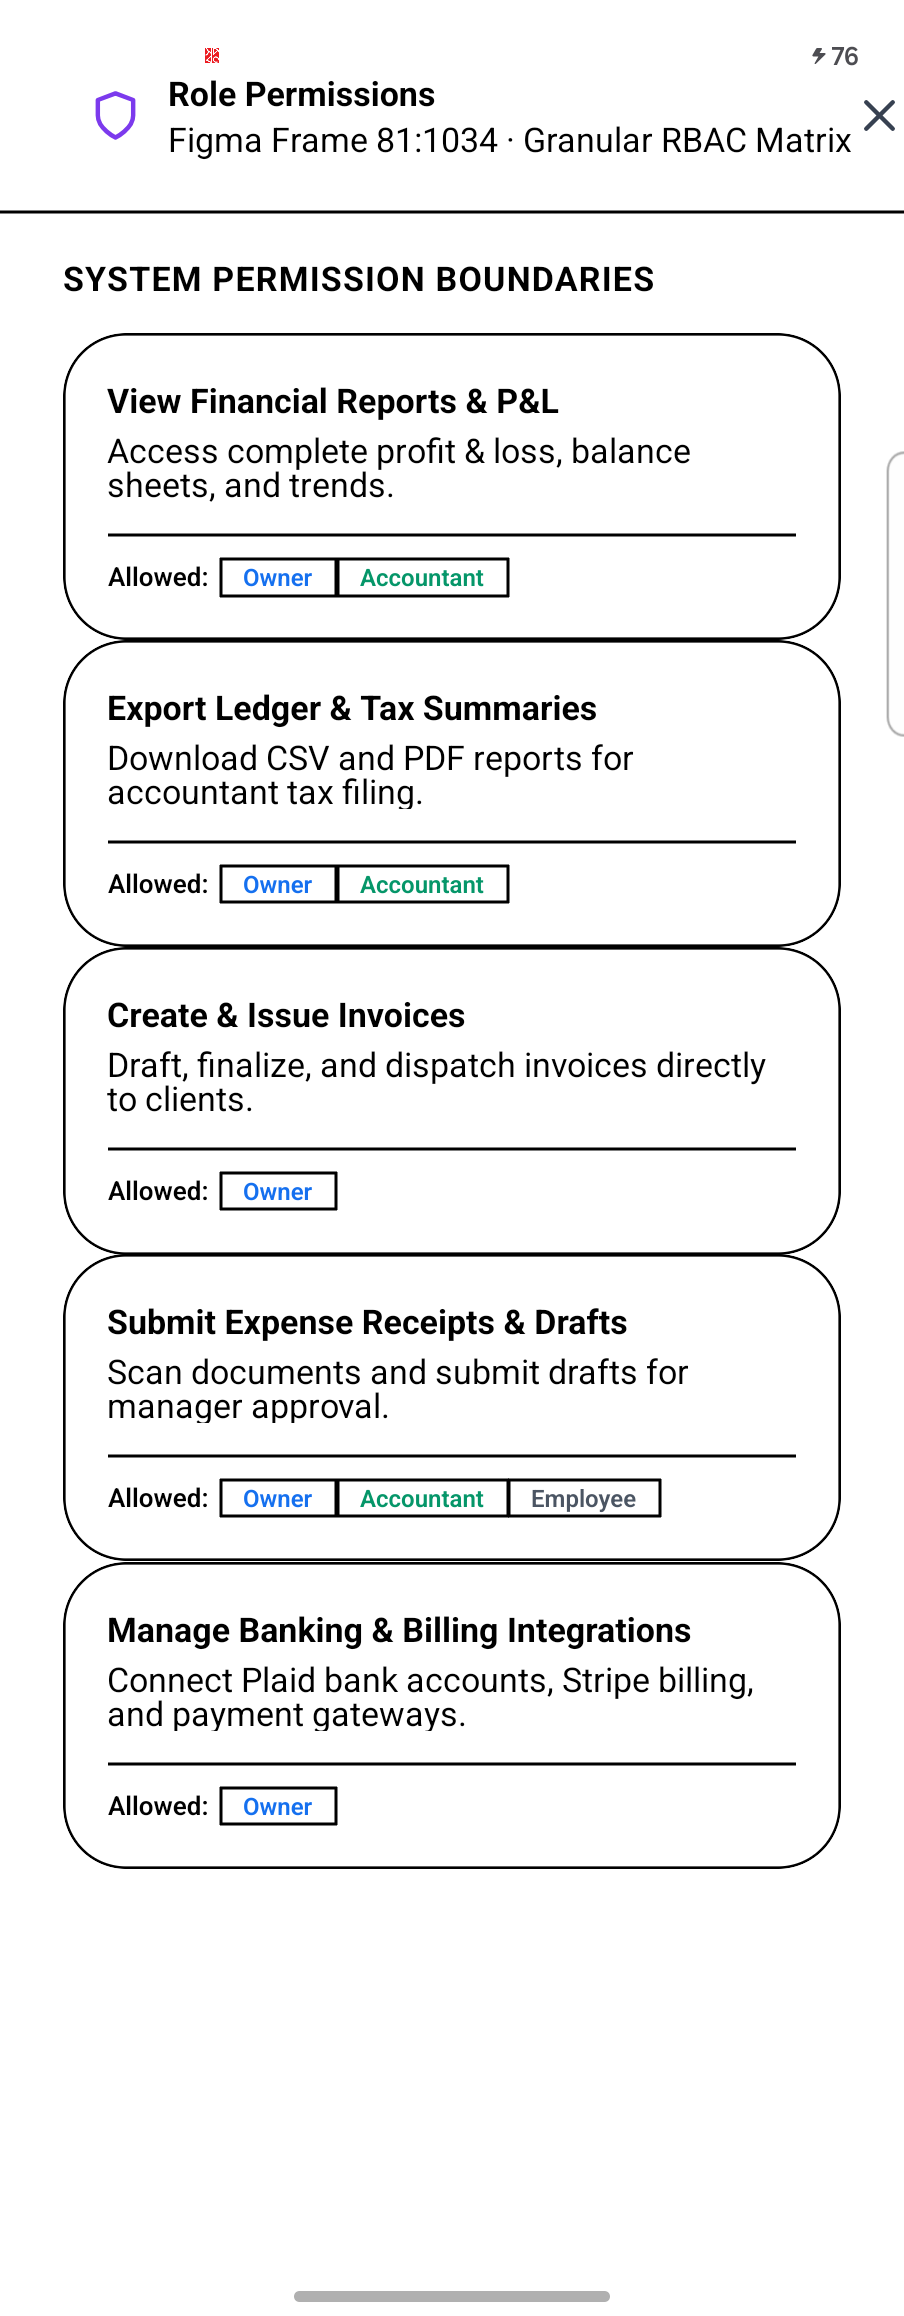 76
Role Permissions
Figma Frame 81:1034 · Granular RBAC Matrix
SYSTEM PERMISSION BOUNDARIES
View Financial Reports & P&L
Access complete profit & loss, balance
sheets, and trends.
Allowed: Owner Accountant
Export Ledger & Tax Summaries
Download CSV and PDF reports for
accountant tax filing.
Allowed: Owner Accountant
Create & Issue Invoices
Draft, finalize, and dispatch invoices directly
to clients.
Allowed: Owner
Submit Expense Receipts & Drafts
Scan documents and submit drafts for
manager approval.
Allowed: Owner Accountant Employee
Manage Banking & Billing Integrations
Connect Plaid bank accounts, Stripe billing,
and payment gateways.
Allowed: Owner